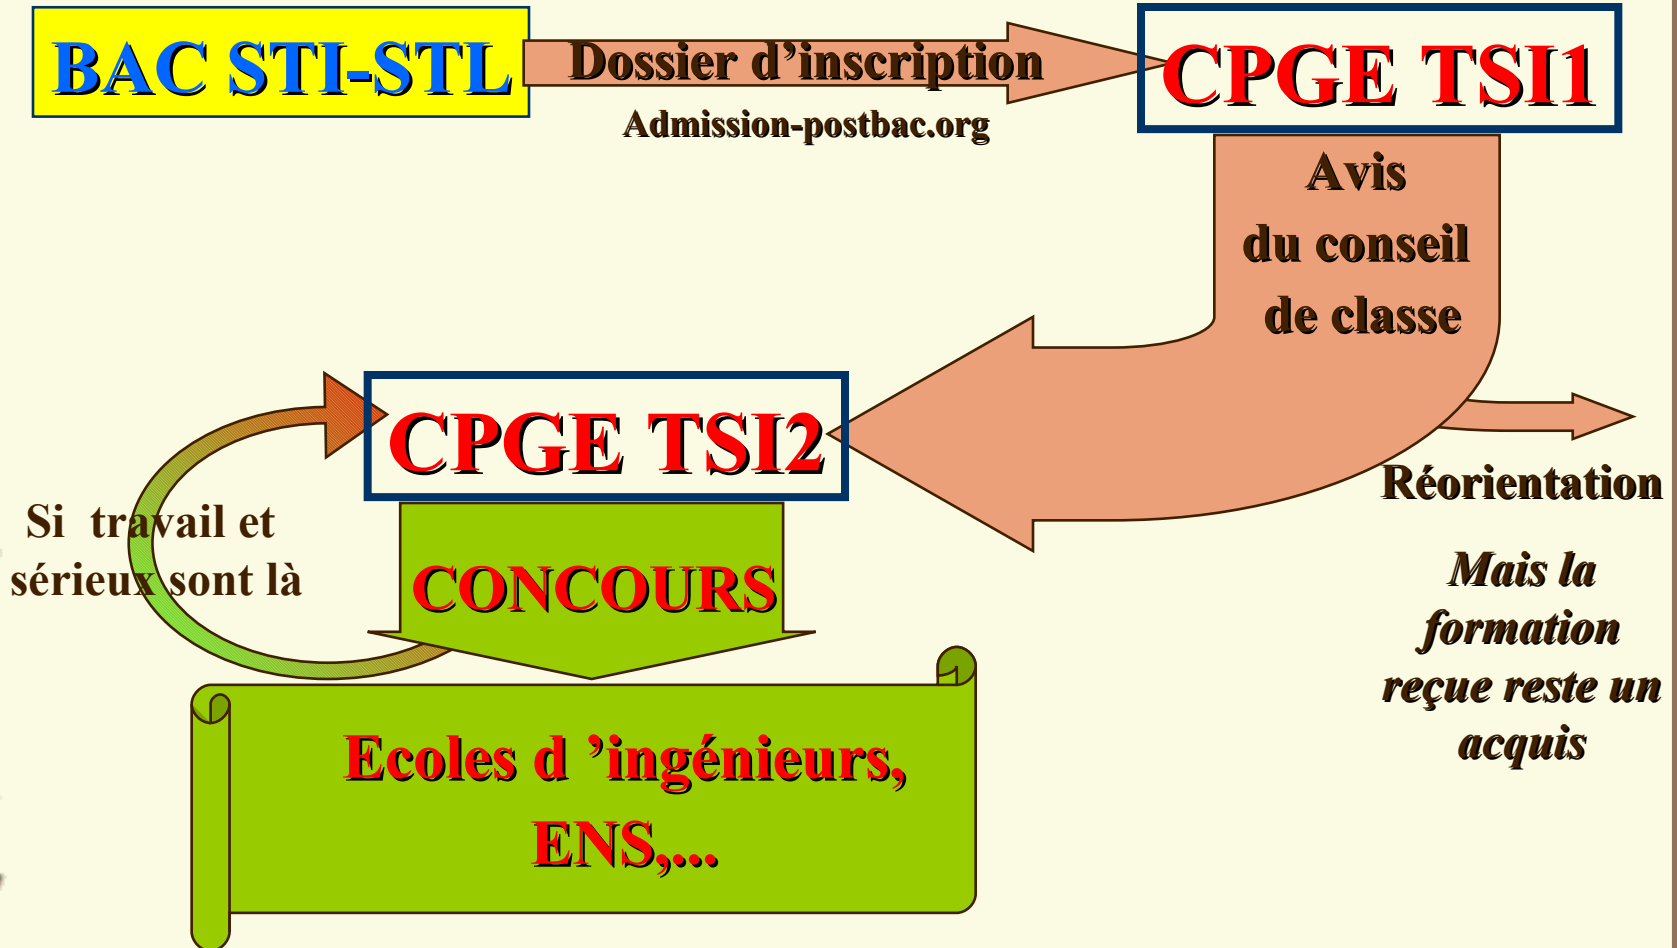 BAC STI-STL
Dossier d’inscription
Admission-postbac.org
CPGE TSI1
Avis
du conseil
de classe
CPGE TSI2
Réorientation
Mais la
formation
reçue reste un
acquis
Si travail et
sérieux sont là
CONCOURS
Ecoles d ’ingénieurs,
ENS,...